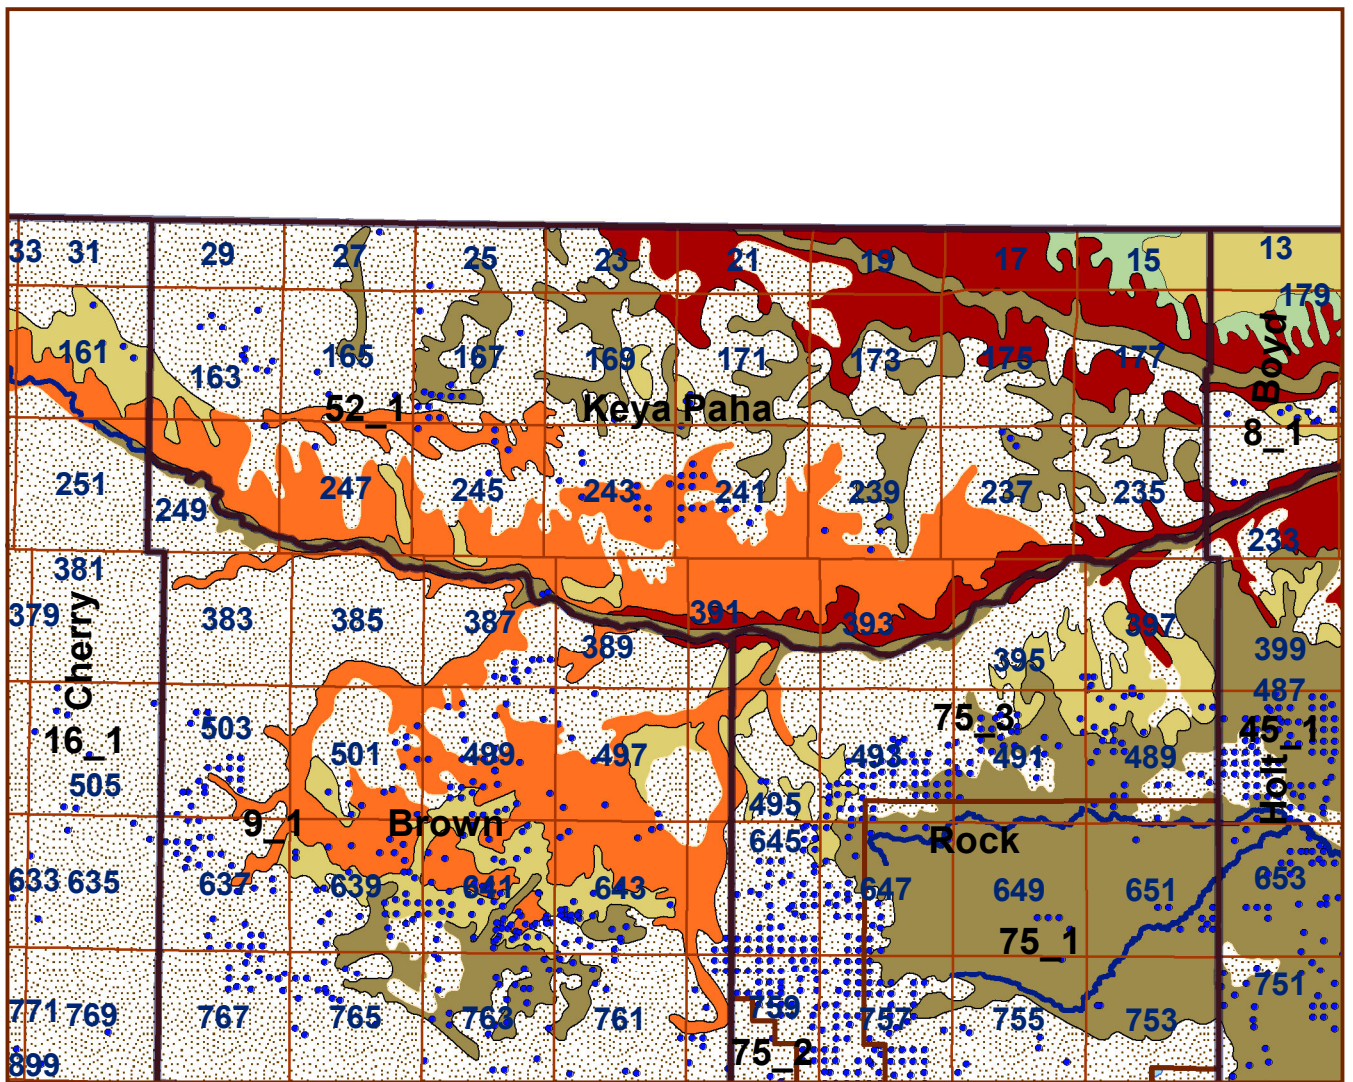 33 31 29 27 25 23 21 19 17 15 13
179
161 163 165 167 169 171 173 175 177 Boyd
52_1 Keya Paha 8_1
251 249 247 245 243 241 239 237 235 233
381
379 Cherry 383 385 387 389 391 393 395 397 399
487
16_1 503 501 499 497 493 75_3 491 489 45_1 Holt
505 495
9_1 Brown 645 Rock
633 635 637 639 641 643 647 649 651 653
75_1
771 769 767 765 763 761 759 757 755 753 751
899 75_2